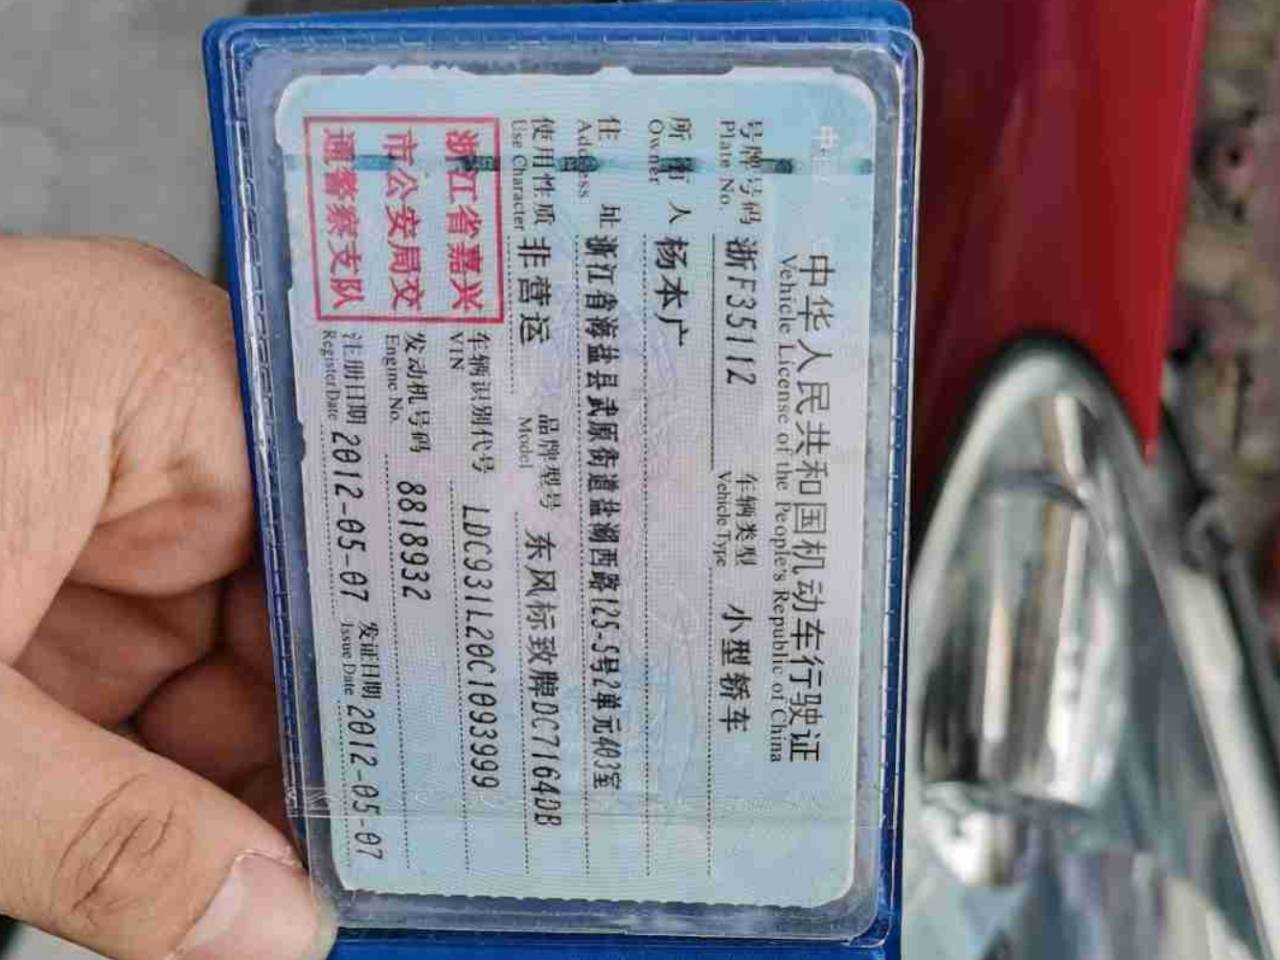 中华人民共和国机动车行驶证
Vehicle License of the People's Republic of China
号牌号码 浙F35112 车辆类型 小型轿车
Plate No. Vehicle Type
所有人 杨本广
Owner
住址 浙江省海盐县武原街道盐湖西路125-5号2单元403室
Address
使用性质 非营运 品牌型号 东风标致牌DC7164DB
Use Character Model
浙江省嘉兴
市公安局交
通警察支队
车辆识别代号 LDC931L20C1093999
VIN
发动机号码 8818932
Engine No.
注册日期 2012-05-07 发证日期 2012-05-07
Register Date Issue Date